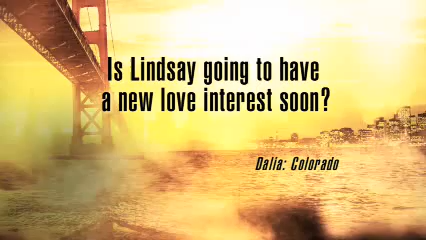 Is Lindsay going to have
a new love interest soon?
Dalia: Colorado